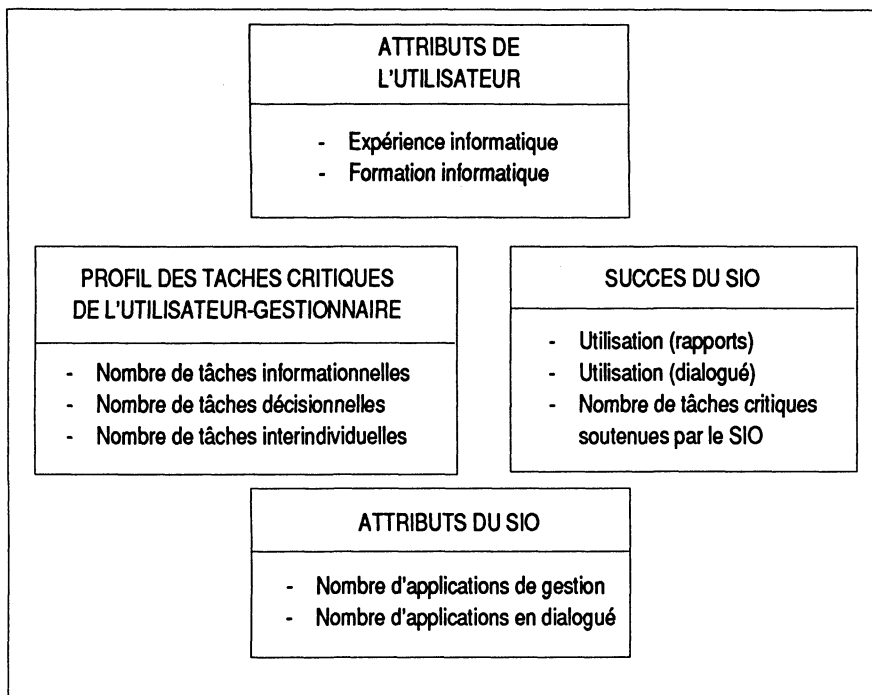 ATTRIBUTS DE
L'UTILISATEUR
- Expérience informatique
- Formation informatique
PROFIL DES TACHES CRITIQUES
DE L'UTILISATEUR-GESTIONNAIRE
- Nombre de tâches informationnelles
- Nombre de tâches décisionnelles
- Nombre de tâches interindividuelles
SUCCES DU SIO
- Utilisation (rapports)
- Utilisation (dialogué)
- Nombre de tâches critiques
soutenues par le SIO
ATTRIBUTS DU SIO
- Nombre d'applications de gestion
- Nombre d'applications en dialogué